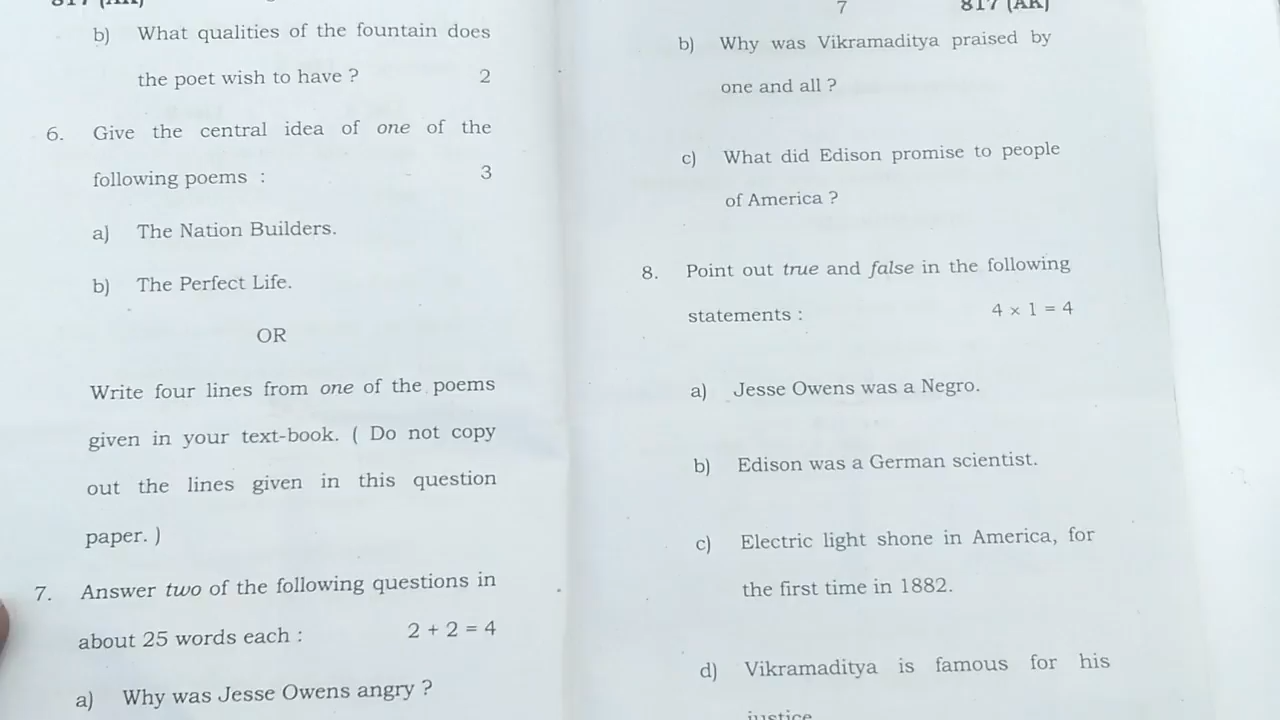 817 (AK)
b) What qualities of the fountain does
the poet wish to have ? 2
6. Give the central idea of one of the
following poems : 3
a) The Nation Builders.
b) The Perfect Life.
OR
Write four lines from one of the poems
given in your text-book. ( Do not copy
out the lines given in this question
paper. )
7. Answer two of the following questions in
about 25 words each : 2 + 2 = 4
a) Why was Jesse Owens angry ?
7 817 (AK)
b) Why was Vikramaditya praised by
one and all ?
c) What did Edison promise to people
of America ?
8. Point out true and false in the following
statements : 4 × 1 = 4
a) Jesse Owens was a Negro.
b) Edison was a German scientist.
c) Electric light shone in America, for
the first time in 1882.
d) Vikramaditya is famous for his
justice